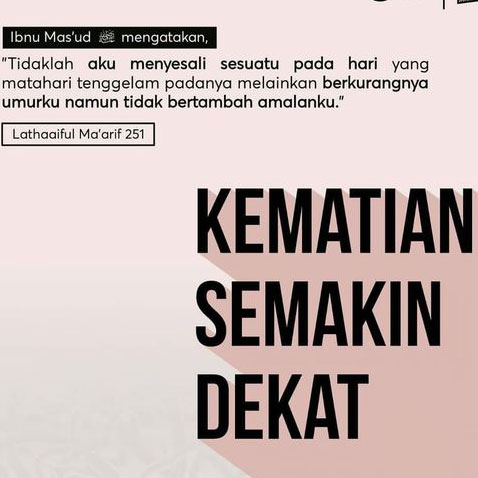 Ibnu Mas'ud ﷺ mengatakan,
"Tidaklah aku menyesali sesuatu pada hari yang
matahari tenggelam padanya melainkan berkurangnya
umurku namun tidak bertambah amalanku."
Lathaaiful Ma'arif 251
KEMATIAN
SEMAKIN
DEKAT